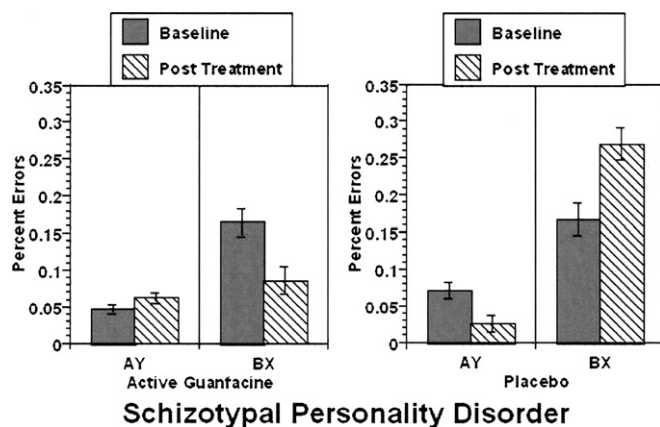 Baseline
Post Treatment
Baseline
Post Treatment
Percent Errors
0.35
0.3
0.25
0.2
0.15
0.1
0.05
0
AY
BX
Active Guanfacine
Percent Errors
0.35
0.3
0.25
0.2
0.15
0.1
0.05
0
AY
BX
Placebo
Schizotypal Personality Disorder